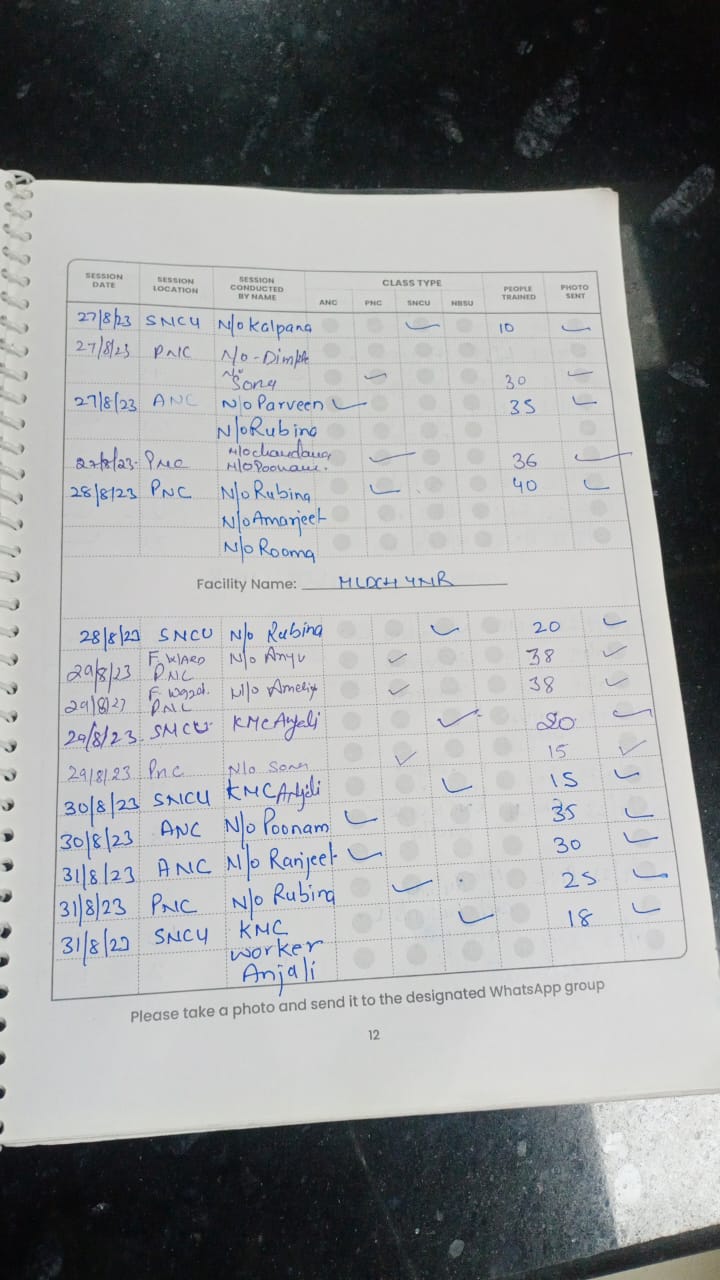 SESSION DATE SESSION LOCATION SESSION CONDUCTED BY NAME CLASS TYPE PEOPLE TRAINED PHOTO SENT
ANC PNC SNCU NBSU
27/8/23 SNCU N/o Kalpana 10
27/8/23 PNC N/o - Dimple
N/o Sony 30
27/8/23 ANC N/o Parveen 35
N/o Rubina
27/8/23 PNC N/o chandana 36
N/o Poonam
28/8/23 PNC N/o Rubina 40
N/o Amarjeet
N/o Rooma
Facility Name: MLDCH YNR
28/8/23 SNCU N/o Rubina 20
29/8/23 F. WARD PNC N/o Anju 38
29/8/23 PNC 38
29/8/23 SNCU KMC Anjali 20
29/8/23 Pnc 15
30/8/23 SNCU KMC Anjali 15
30/8/23 ANC N/o Poonam 35
31/8/23 ANC N/o Ranjeet 30
31/8/23 PNC N/o Rubina 25
31/8/23 SNCU KMC 18
worker
Anjali
Please take a photo and send it to the designated WhatsApp group
12